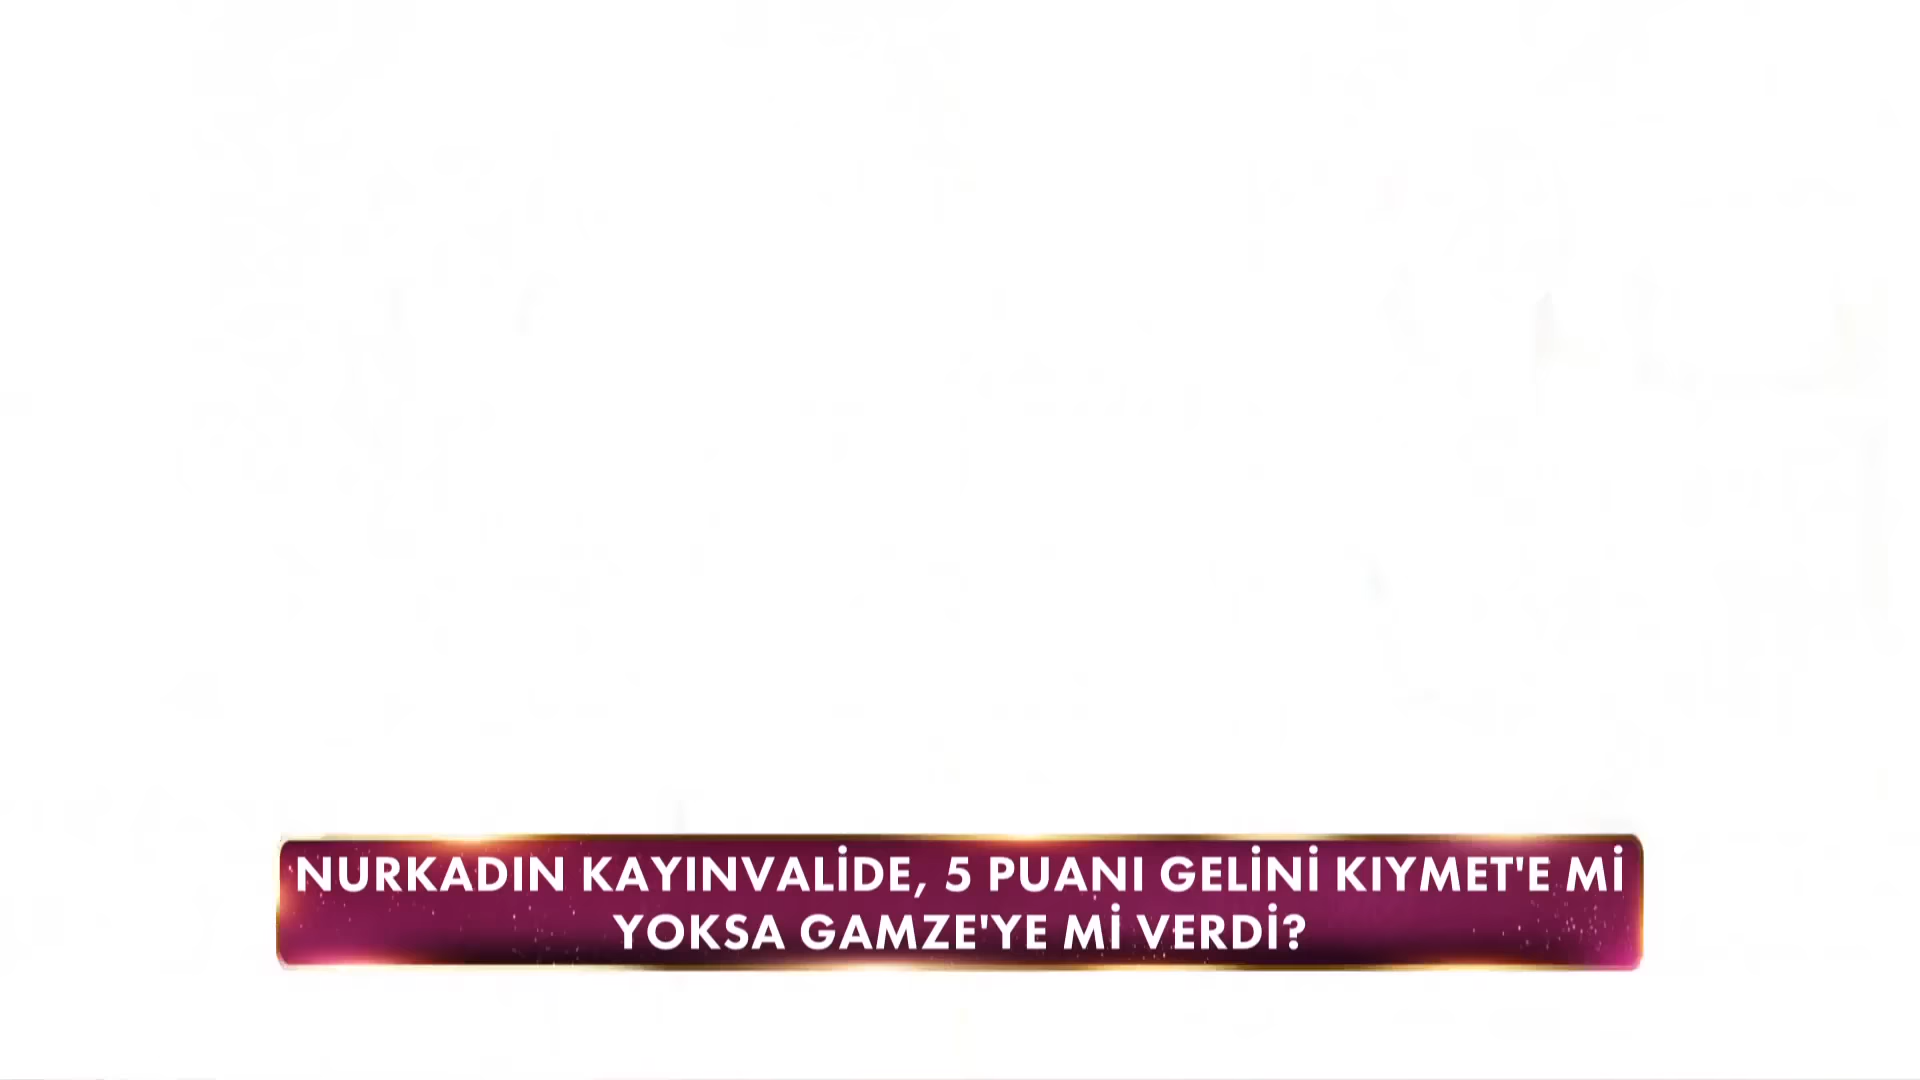 NURKADIN KAYINVALİDE, 5 PUANI GELİNİ KIYMET'E Mİ
YOKSA GAMZE'YE Mİ VERDİ?